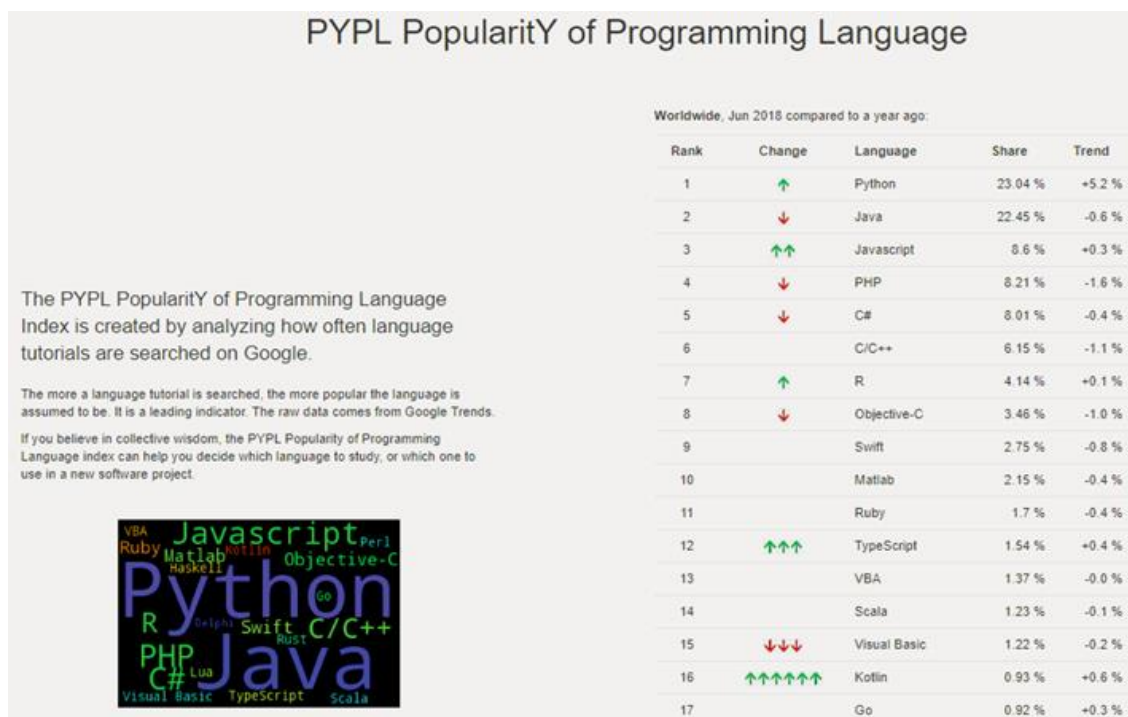 PYPL PopularitY of Programming Language
The PYPL PopularitY of Programming Language
Index is created by analyzing how often language
tutorials are searched on Google.
The more a language tutorial is searched, the more popular the language is
assumed to be. It is a leading indicator. The raw data comes from Google Trends.
If you believe in collective wisdom, the PYPL Popularity of Programming
Language index can help you decide which language to study, or which one to
use in a new software project.
VBA Javascript Perl
Ruby Matlab Kotlin Objective-C
Haskell
Python
Go
R Delphi Swift C/C++
Rust
PHP Java
C# Lua
Visual Basic TypeScript Scala
Worldwide, Jun 2018 compared to a year ago:
Rank Change Language Share Trend
1 ↑ Python 23.04 % +5.2 %
2 ↓ Java 22.45 % -0.6 %
3 ↑↑ Javascript 8.6 % +0.3 %
4 ↓ PHP 8.21 % -1.6 %
5 ↓ C# 8.01 % -0.4 %
6 C/C++ 6.15 % -1.1 %
7 ↑ R 4.14 % +0.1 %
8 ↓ Objective-C 3.46 % -1.0 %
9 Swift 2.75 % -0.8 %
10 Matlab 2.15 % -0.4 %
11 Ruby 1.7 % -0.4 %
12 ↑↑↑ TypeScript 1.54 % +0.4 %
13 VBA 1.37 % -0.0 %
14 Scala 1.23 % -0.1 %
15 ↓↓↓ Visual Basic 1.22 % -0.2 %
16 ↑↑↑↑↑↑ Kotlin 0.93 % +0.6 %
17 Go 0.92 % +0.3 %